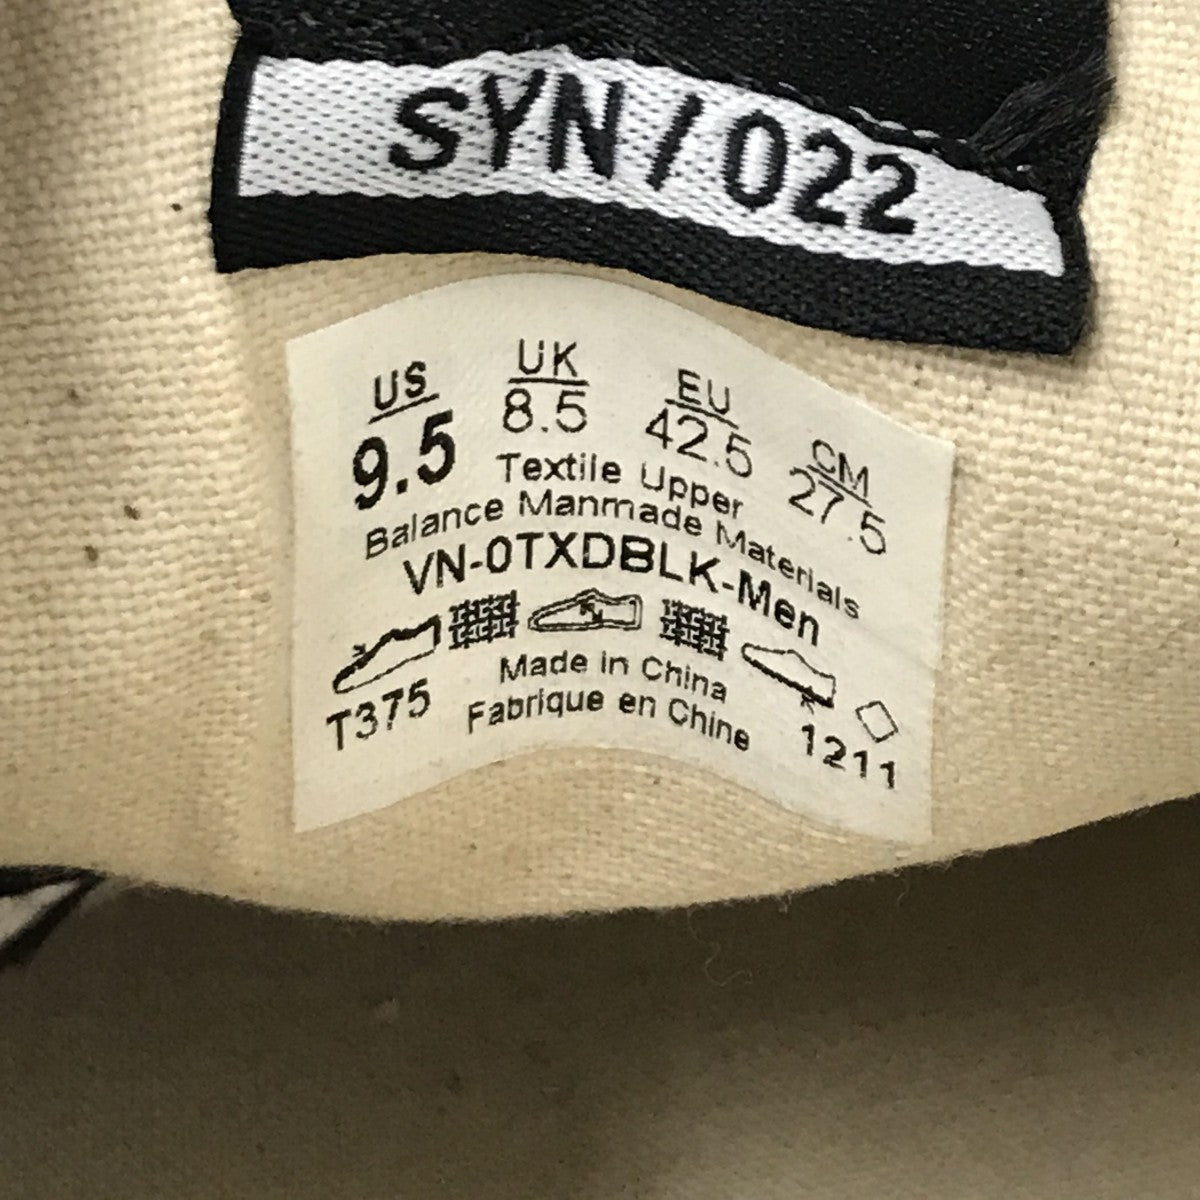 SYN/022
US UK EU CM
9.5 8.5 42.5 27.5
Textile Upper
Balance Manmade Materials
VN-0TXDBLK-Men
Made in China
T375 Fabrique en Chine 1211